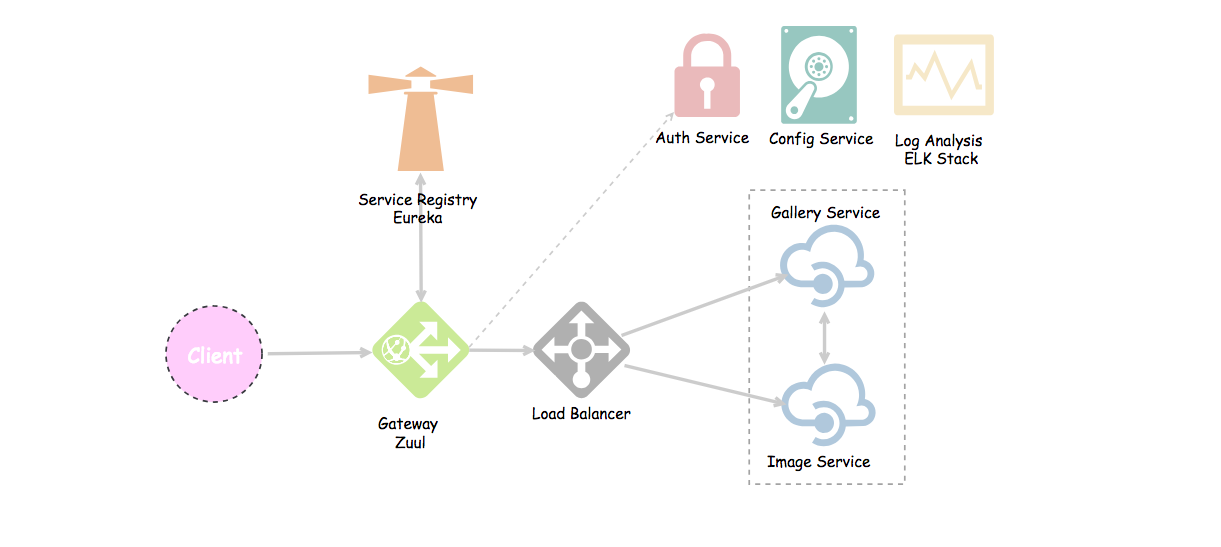 Auth Service
Config Service
Log Analysis
ELK Stack
Service Registry
Eureka
Gallery Service
Client
Gateway
Zuul
Load Balancer
Image Service